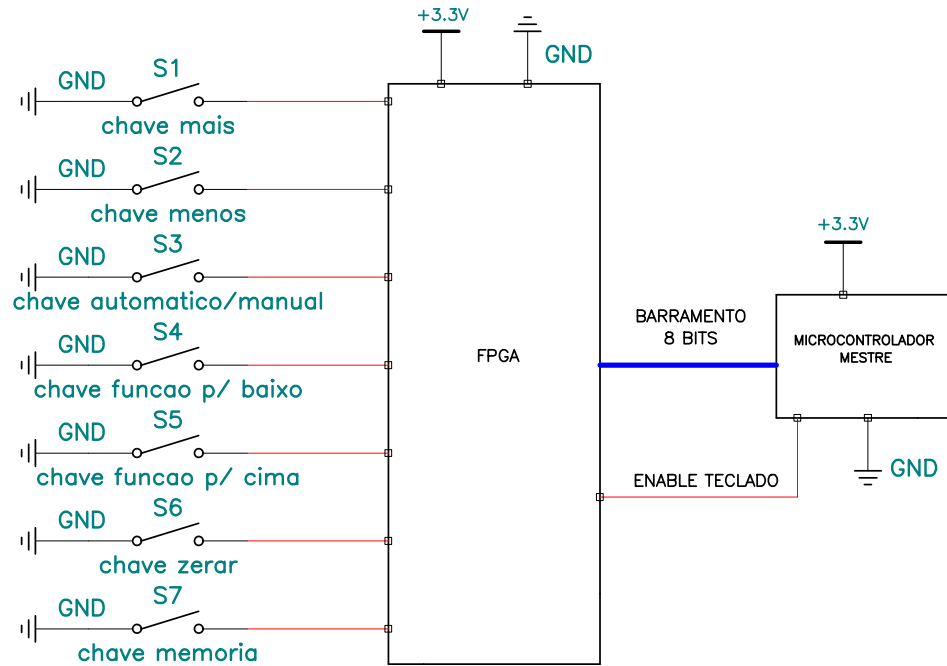 +3.3V
GND
GND
S1
chave mais
GND
S2
chave menos
GND
S3
chave automatico/manual
GND
S4
chave funcao p/ baixo
GND
S5
chave funcao p/ cima
GND
S6
chave zerar
GND
S7
chave memoria
FPGA
BARRAMENTO
8 BITS
ENABLE TECLADO
+3.3V
MICROCONTROLADOR
MESTRE
GND